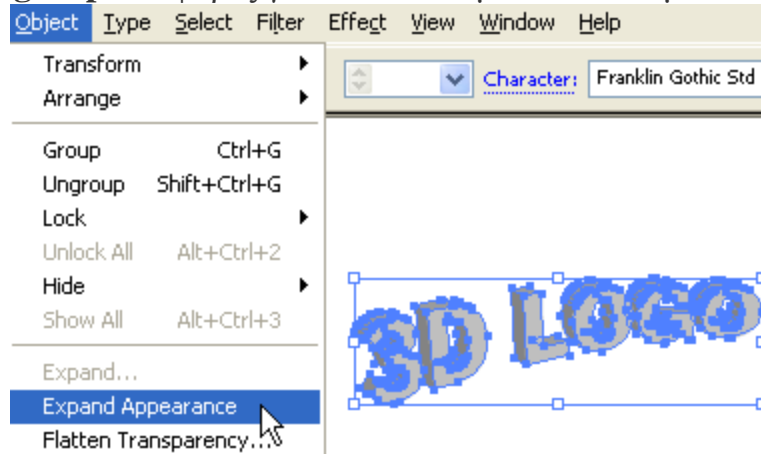 Object Type Select Filter Effect View Window Help
Transform
Arrange
Character: Franklin Gothic Std
Group Ctrl+G
Ungroup Shift+Ctrl+G
Lock
Unlock All Alt+Ctrl+2
Hide
Show All Alt+Ctrl+3
Expand...
Expand Appearance
Flatten Transparency...
3D LOGO